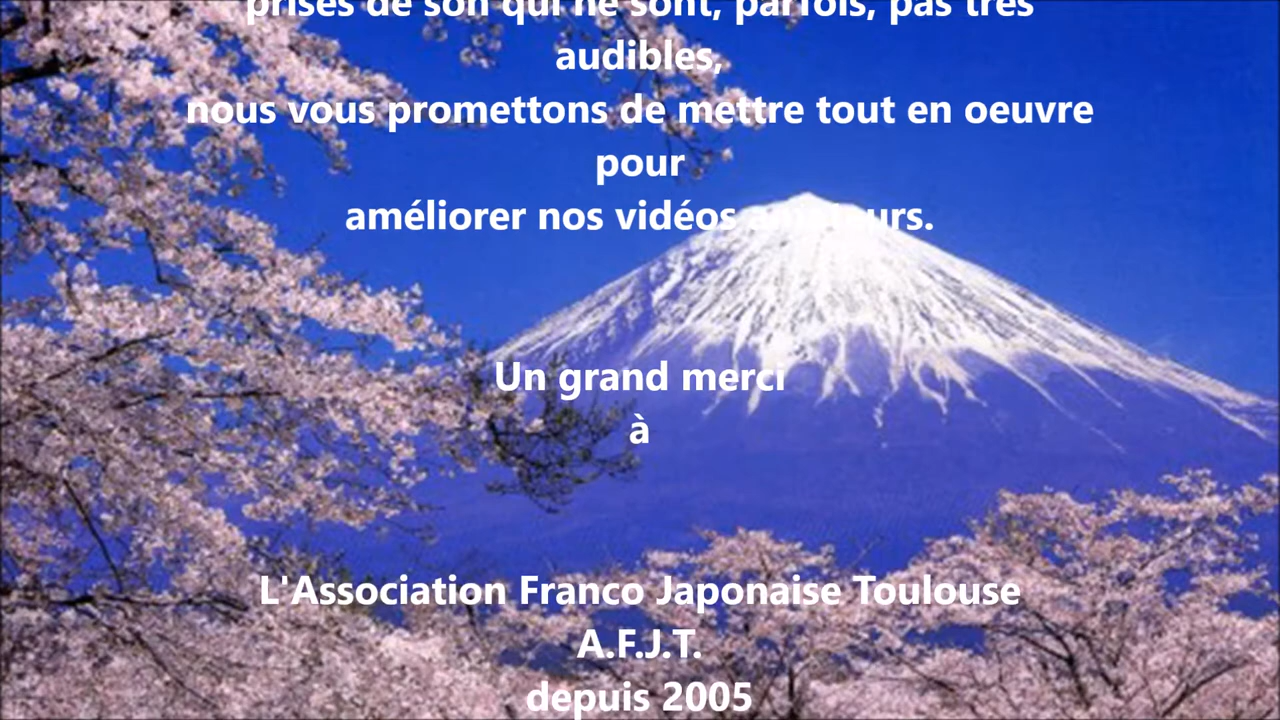 prises de son qui ne sont, parfois, pas très
audibles,
nous vous promettons de mettre tout en oeuvre
pour
améliorer nos vidéos amateurs.
Un grand merci
à
L'Association Franco Japonaise Toulouse
A.F.J.T.
depuis 2005